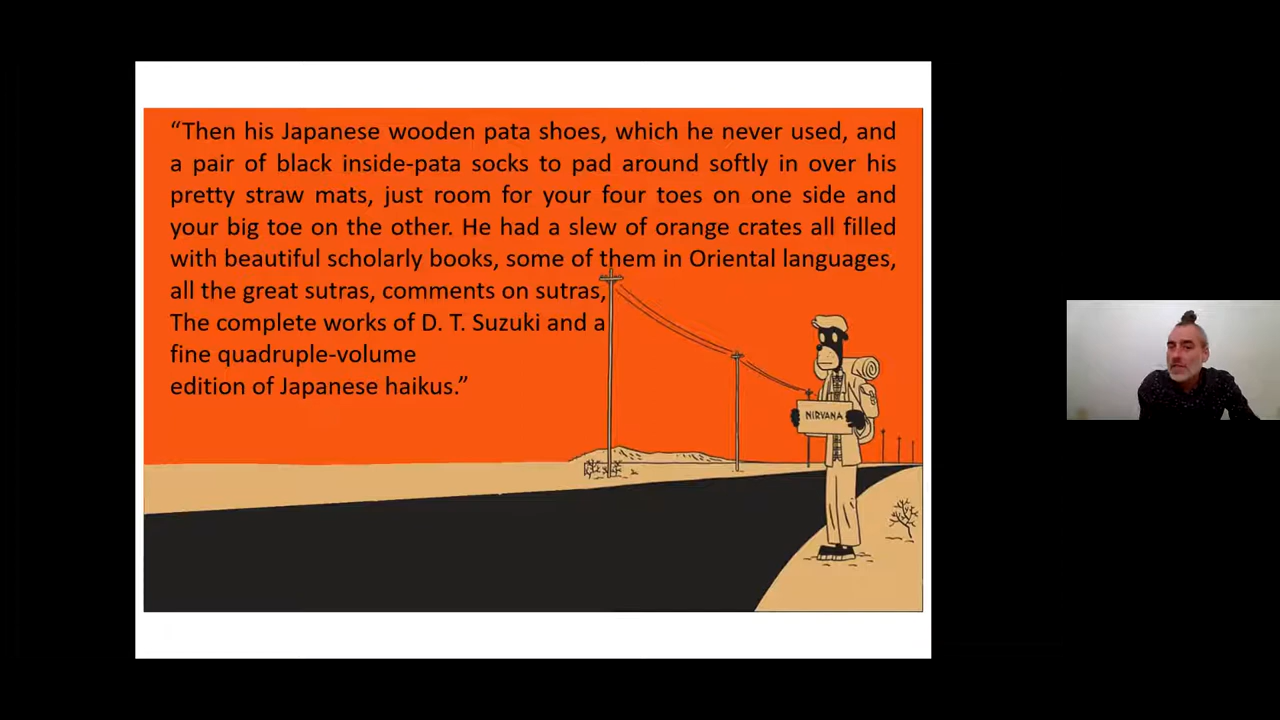 “Then his Japanese wooden pata shoes, which he never used, and
a pair of black inside-pata socks to pad around softly in over his
pretty straw mats, just room for your four toes on one side and
your big toe on the other. He had a slew of orange crates all filled
with beautiful scholarly books, some of them in Oriental languages,
all the great sutras, comments on sutras,
The complete works of D. T. Suzuki and a
fine quadruple-volume
edition of Japanese haikus.”
NIRVANA